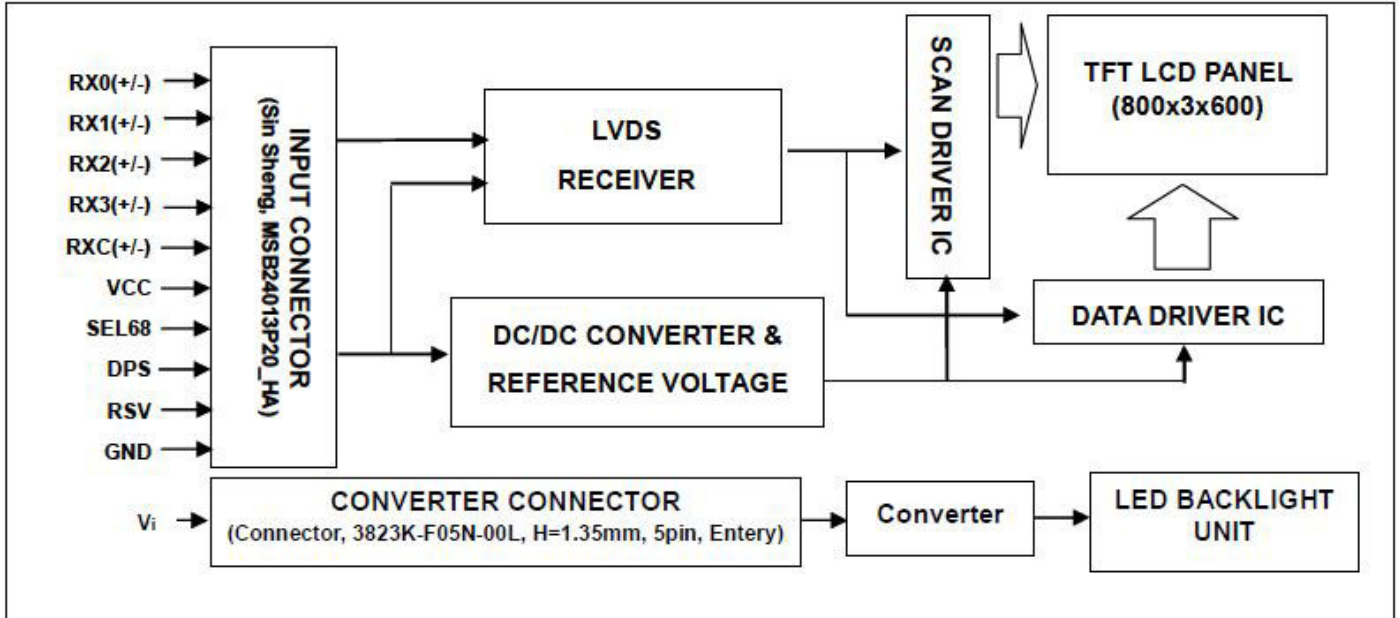 RX0(+/-)
RX1(+/-)
RX2(+/-)
RX3(+/-)
RXC(+/-)
VCC
SEL68
DPS
RSV
GND
INPUT CONNECTOR
(Sin Sheng, MSB24013P20_HA)
LVDS
RECEIVER
DC/DC CONVERTER &
REFERENCE VOLTAGE
SCAN DRIVER IC
TFT LCD PANEL
(800x3x600)
DATA DRIVER IC
Vi
CONVERTER CONNECTOR
(Connector, 3823K-F05N-00L, H=1.35mm, 5pin, Entery)
Converter
LED BACKLIGHT
UNIT